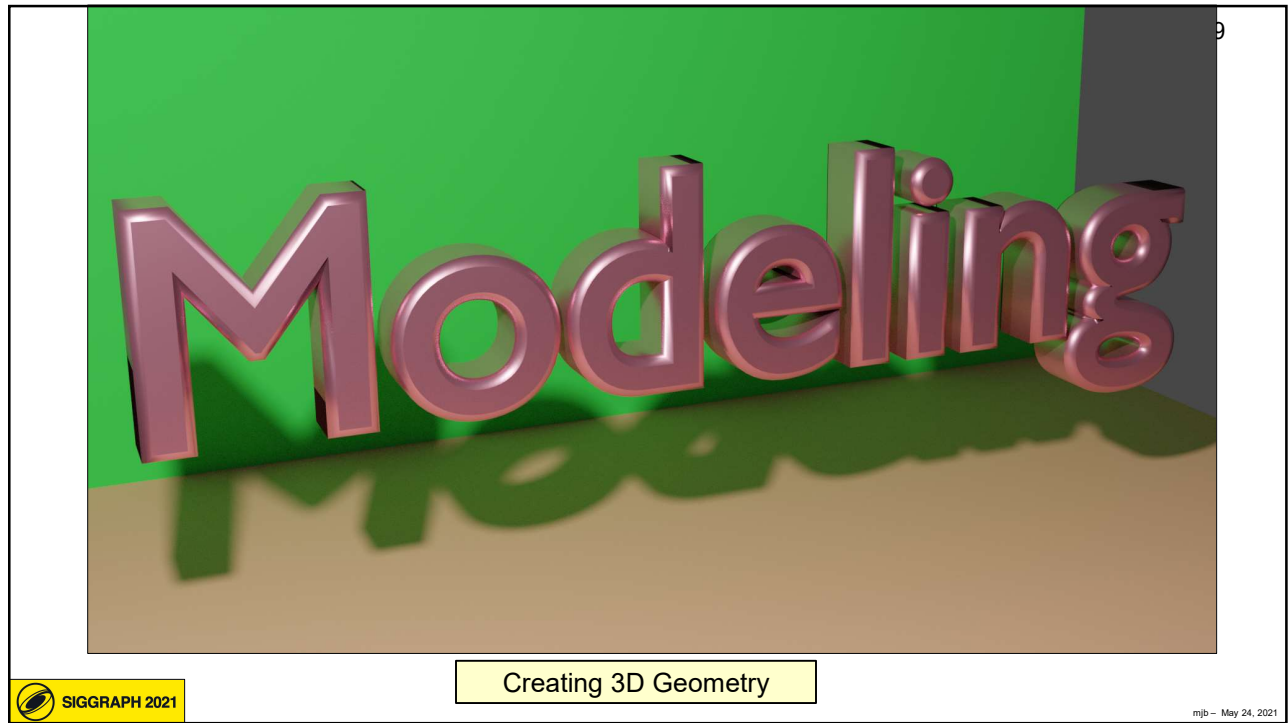 Modeling
Creating 3D Geometry
SIGGRAPH 2021
mjb – May 24, 2021